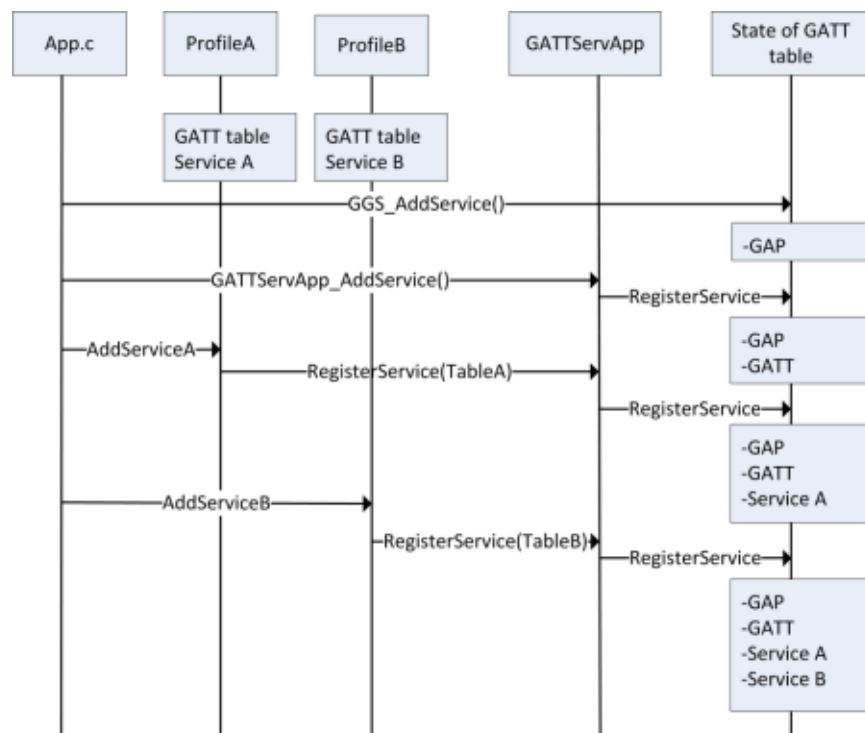 App.c
ProfileA
ProfileB
GATTServApp
State of GATT
table
GATT table
Service A
GATT table
Service B
GGS_AddService()
-GAP
GATTServApp_AddService()
RegisterService
-GAP
-GATT
AddServiceA
RegisterService(TableA)
RegisterService
-GAP
-GATT
-Service A
AddServiceB
RegisterService(TableB)
RegisterService
-GAP
-GATT
-Service A
-Service B